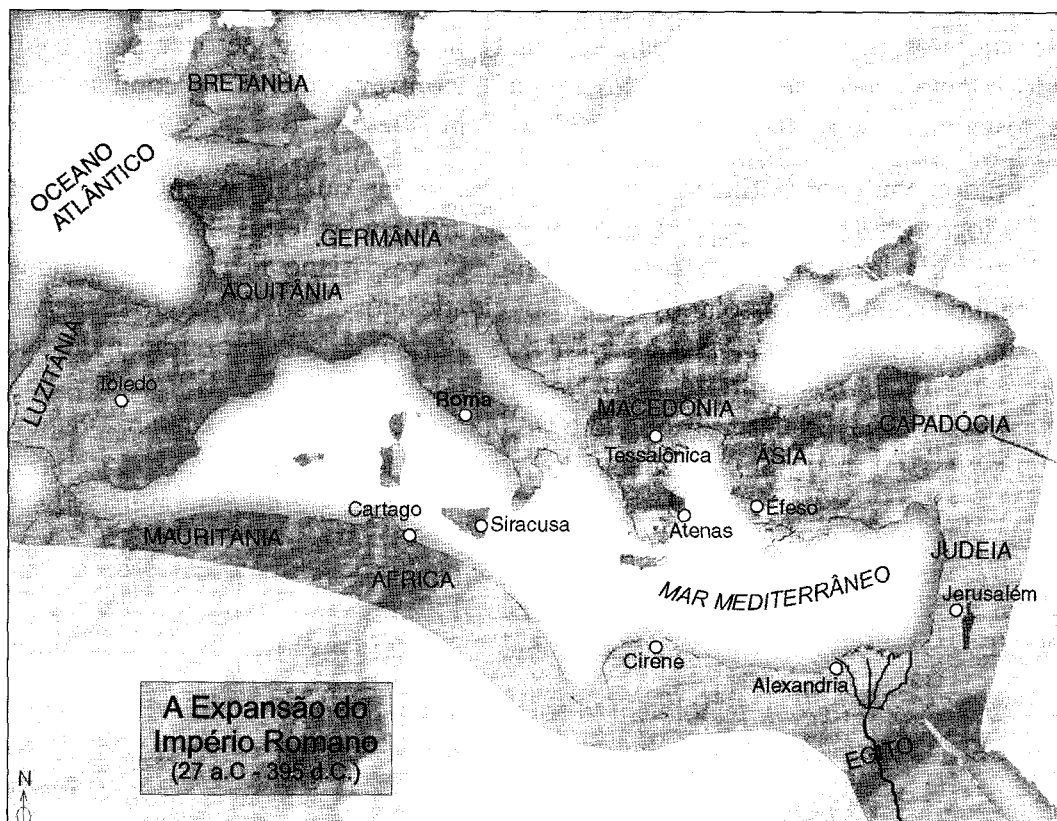 BRETANHA
OCEANO
ATLÂNTICO
.GERMÂNIA
AQUITÂNIA
LUZITÂNIA
Toledo
Roma
MACEDÔNIA
CAPADÓCIA
Tessalônica
ÁSIA
Cartago
Siracusa
Atenas
Éfeso
MAURITÂNIA
ÁFRICA
JUDEIA
MAR MEDITERRÂNEO
Jerusalém
Cirene
Alexandria
A Expansão do
Império Romano
(27 a.C - 395 d.C.)
EGITO
N